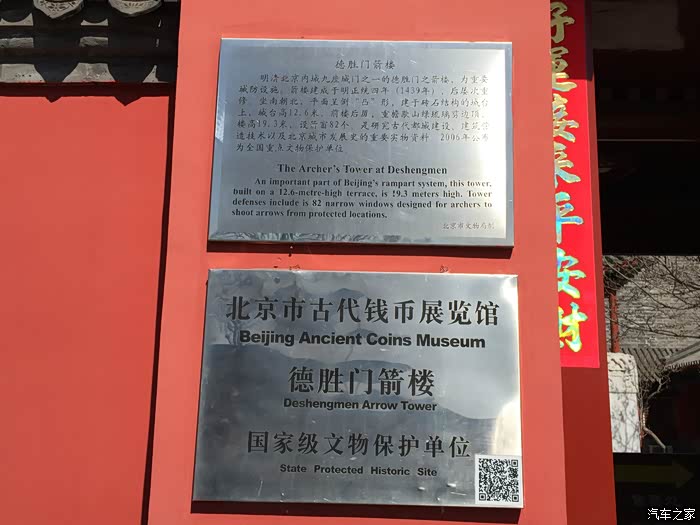 德胜门箭楼
明清北京内城九座城门之一的德胜门之箭楼，为重要
城防设施。箭楼建成于明正统四年（1439年），后屡次重
修。坐南朝北，平面呈倒“凸”形，建于砖石结构的城台
上，城台高12.6米，前楼后厦，重檐歇山绿琉璃剪边顶，
楼高19.3米，设箭窗82个，是研究古代都城建设、建筑营
造技术以及北京城市发展史的重要实物资料。2006年公布
为全国重点文物保护单位
The Archer's Tower at Deshengmen
An important part of Beijing's rampart system, this tower,
built on a 12.6-metre-high terrace, is 19.3 meters high. Tower
defenses include is 82 narrow windows designed for archers to
shoot arrows from protected locations.
北京市文物局制
北京市古代钱币展览馆
Beijing Ancient Coins Museum
德胜门箭楼
Deshengmen Arrow Tower
国家级文物保护单位
State Protected Historic Site
好运接来平安财
汽车之家